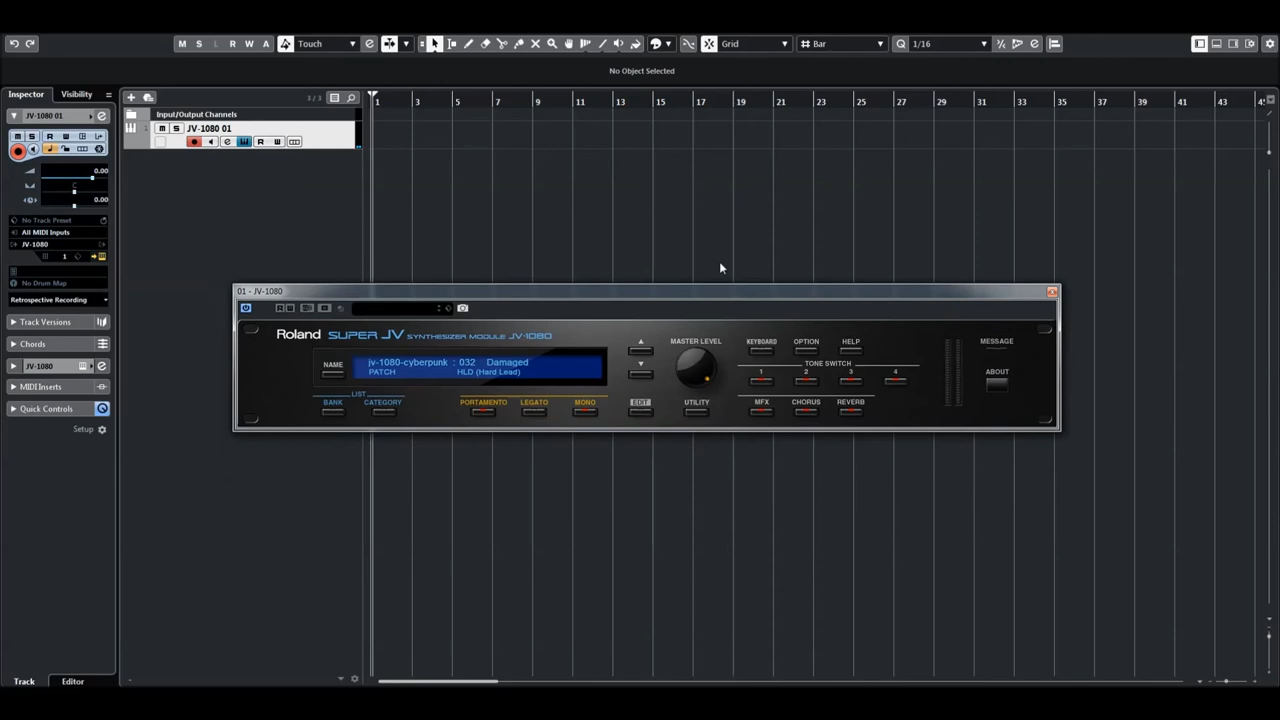 M S L R W A Touch Grid Bar Q 1/16
No Object Selected
Inspector Visibility
3 / 3
1 3 5 7 9 11 13 15 17 19 21 23 25 27 29 31 33 35 37 39 41 43
JV-1080 01
Input/Output Channels
1 M S JV-1080 01
M S R W
e R W
0.00
C
0.00
No Track Preset
All MIDI Inputs
JV-1080
1
No Drum Map
Retrospective Recording
Track Versions
Chords
JV-1080
MIDI Inserts
Quick Controls
Setup
01 - JV-1080
Roland SUPER JV SYNTHESIZER MODULE JV-1080
NAME
jv-1080-cyberpunk : 032 Damaged
PATCH HLD (Hard Lead)
LIST
BANK CATEGORY PORTAMENTO LEGATO MONO EDIT
MASTER LEVEL
UTILITY
KEYBOARD OPTION HELP
TONE SWITCH
1 2 3 4
MFX CHORUS REVERB
MESSAGE
ABOUT
Track Editor